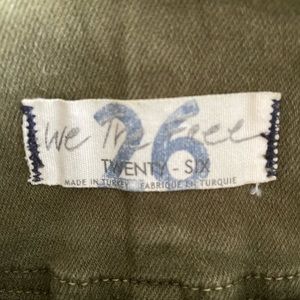 26
We The Free
TWENTY - SIX
MADE IN TURKEY FABRIQUÉ EN TURQUIE